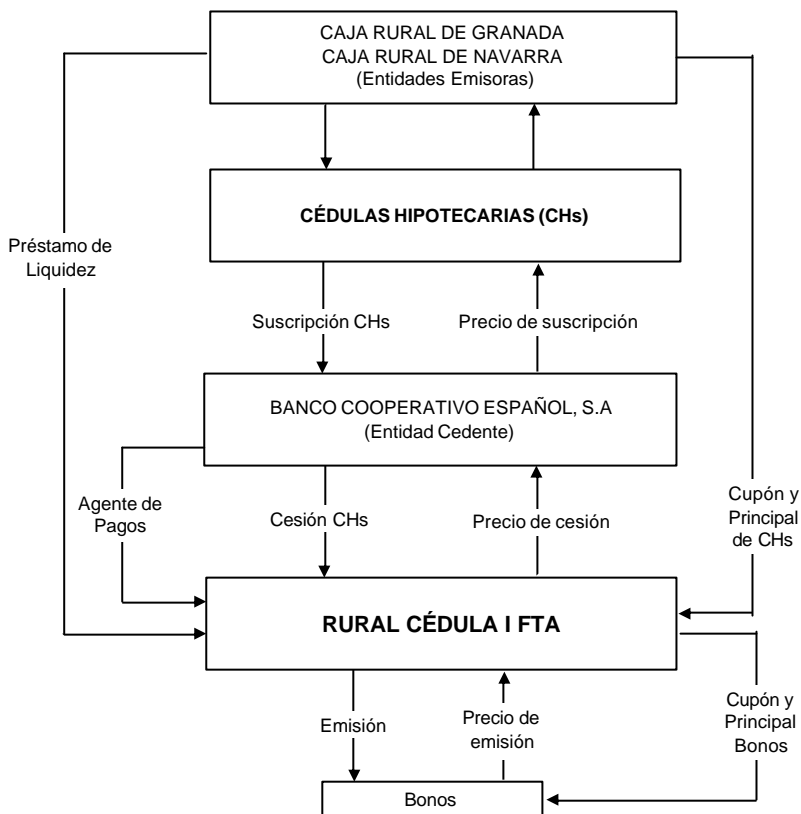 CAJA RURAL DE GRANADA
CAJA RURAL DE NAVARRA
(Entidades Emisoras)
CÉDULAS HIPOTECARIAS (CHs)
Préstamo de
Liquidez
Suscripción CHs
Precio de suscripción
BANCO COOPERATIVO ESPAÑOL, S.A
(Entidad Cedente)
Agente de
Pagos
Cesión CHs
Precio de cesión
Cupón y
Principal
de CHs
RURAL CÉDULA I FTA
Emisión
Precio de
emisión
Cupón y
Principal
Bonos
Bonos